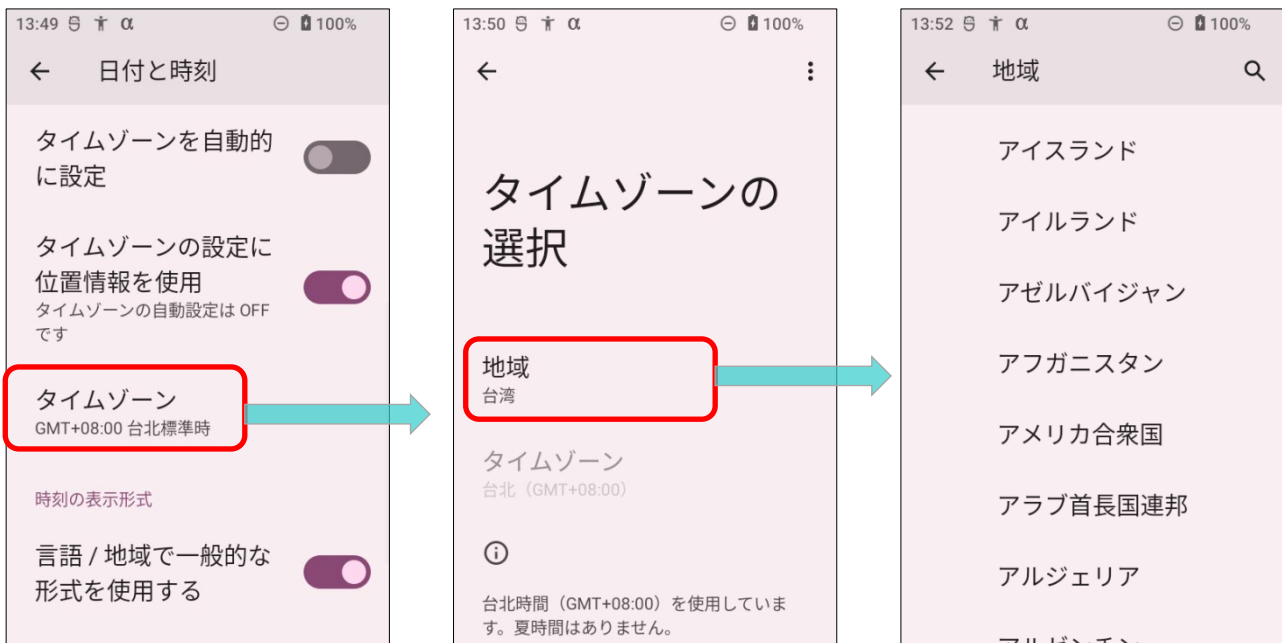 13:49 α 100%
日付と時刻
タイムゾーンを自動的
に設定
タイムゾーンの設定に
位置情報を使用
タイムゾーンの自動設定は OFF
です
タイムゾーン
GMT+08:00 台北標準時
時刻の表示形式
言語 / 地域で一般的な
形式を使用する
13:50 α 100%
タイムゾーンの
選択
地域
台湾
タイムゾーン
台北（GMT+08:00）
台北時間（GMT+08:00）を使用していま
す。夏時間はありません。
13:52 α 100%
地域
アイスランド
アイルランド
アゼルバイジャン
アフガニスタン
アメリカ合衆国
アラブ首長国連邦
アルジェリア